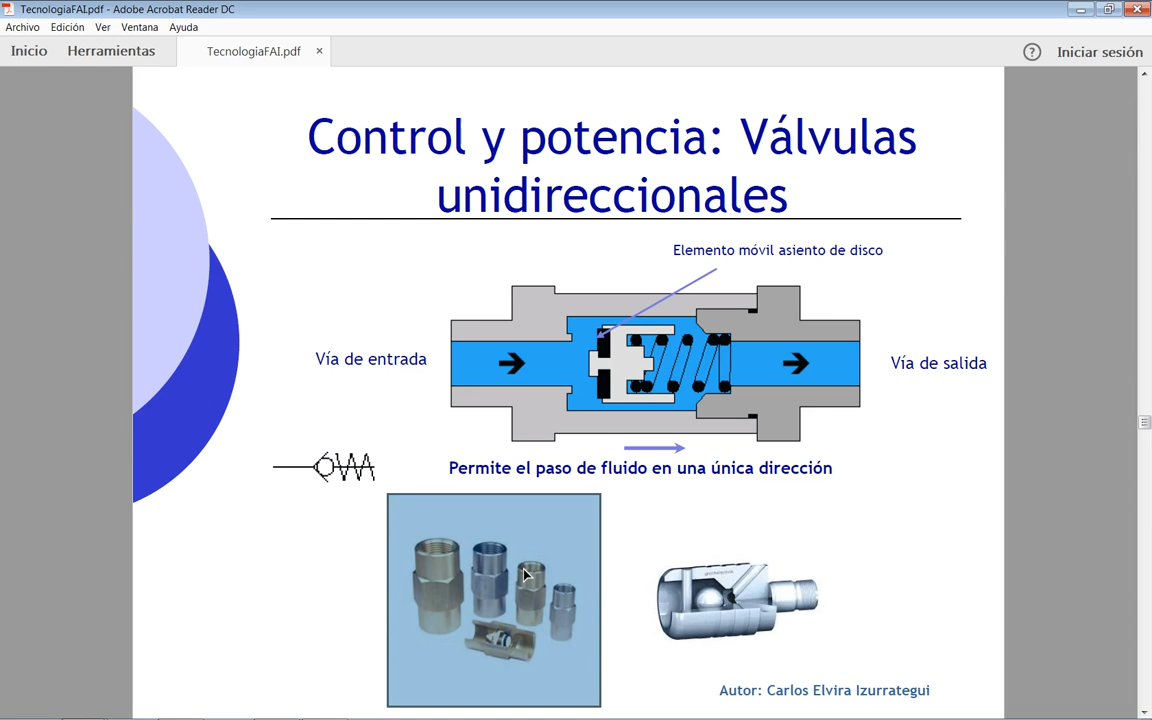 TecnologiaFAI.pdf - Adobe Acrobat Reader DC
Archivo Edición Ver Ventana Ayuda
Inicio Herramientas TecnologiaFAI.pdf × ? Iniciar sesión
Control y potencia: Válvulas
unidireccionales
Elemento móvil asiento de disco
Vía de entrada
Vía de salida
Permite el paso de fluido en una única dirección
Autor: Carlos Elvira Izurrategui